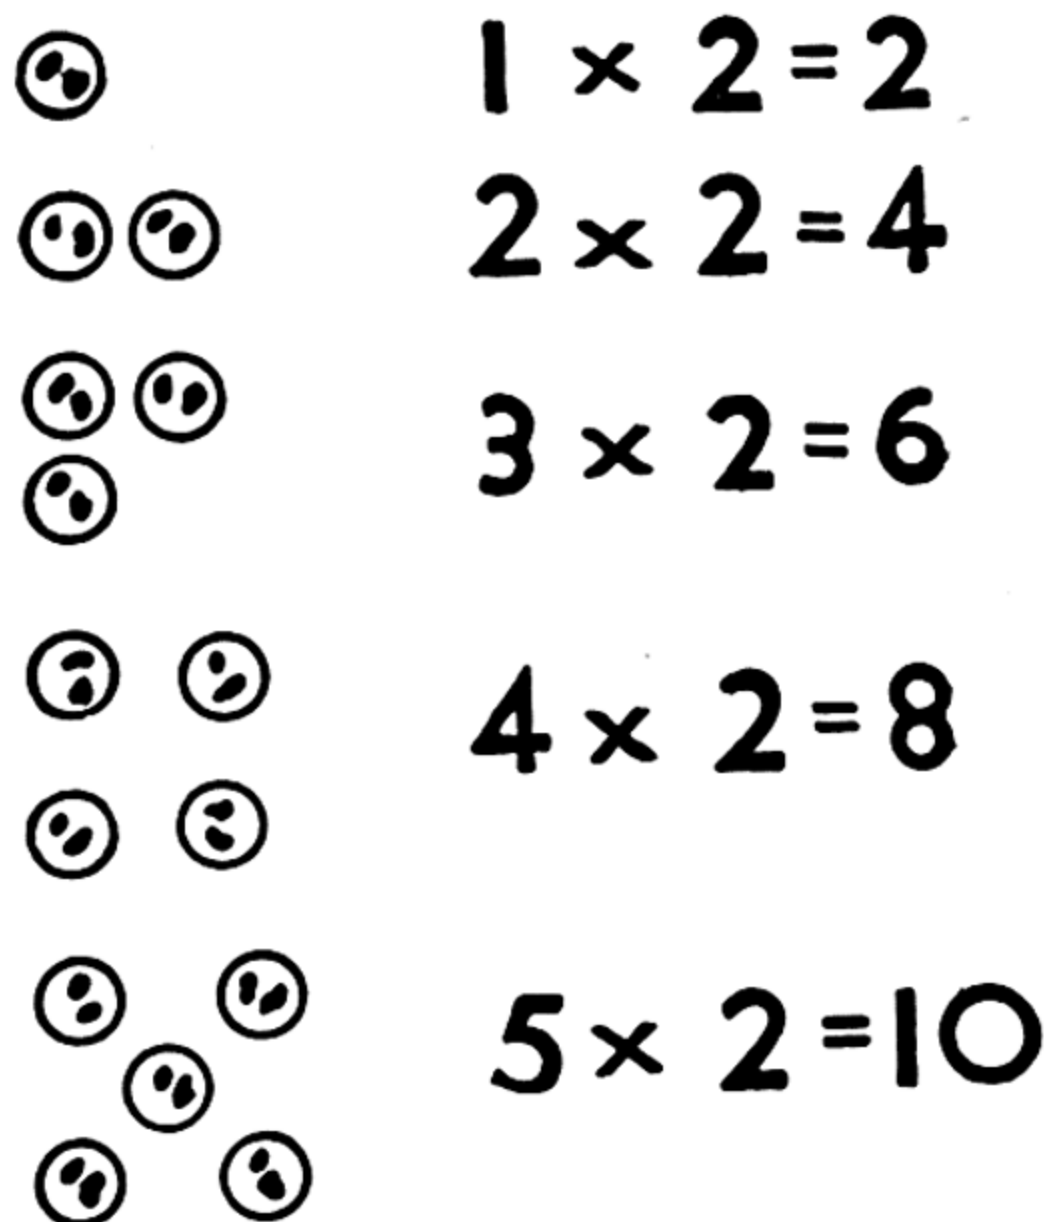 1 × 2 = 2
2 × 2 = 4
3 × 2 = 6
4 × 2 = 8
5 × 2 = 10